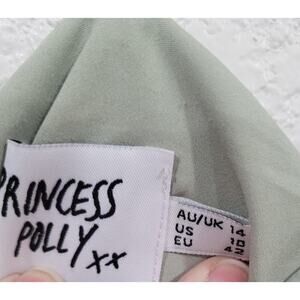 PRINCESS
POLLY xx
AU/UK 14
US 10
EU 42